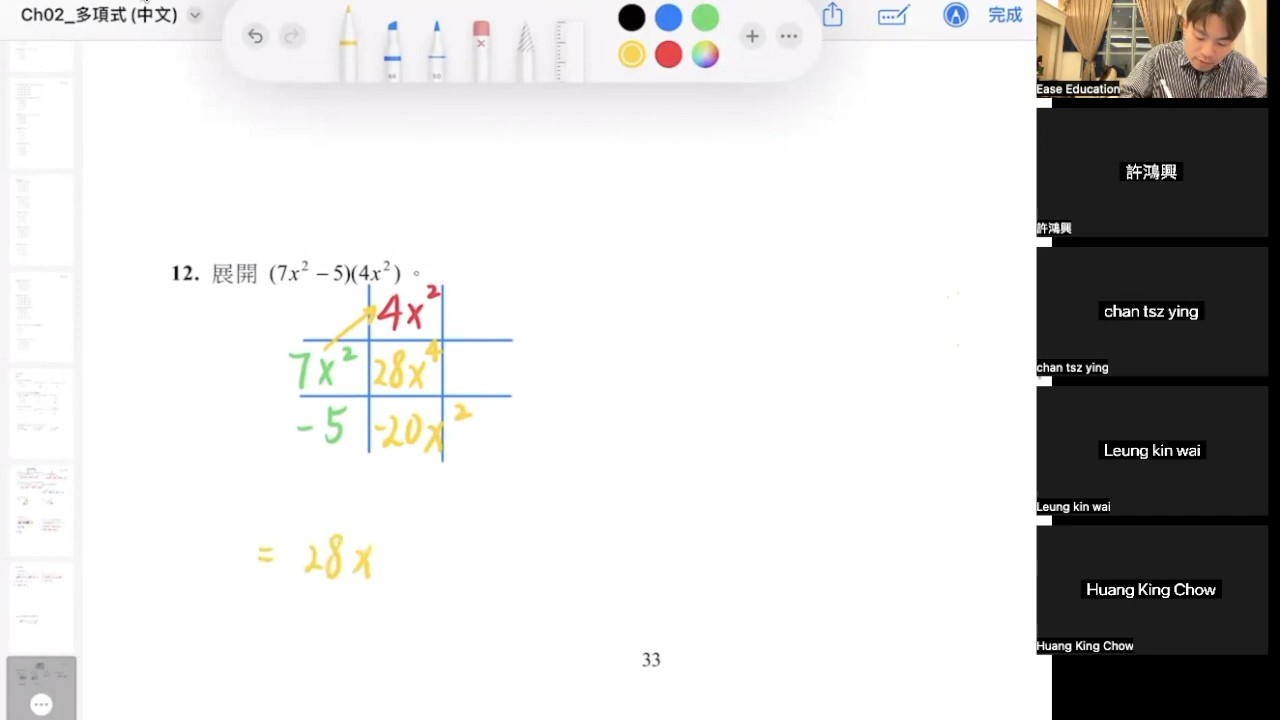 Ch02_多項式 (中文)
完成
12. 展開 (7x² − 5)(4x²) 。
4x²
7x² 28x⁴
-5 -20x²
= 28x
33
Ease Education
許鴻興
許鴻興
chan tsz ying
chan tsz ying
Leung kin wai
Leung kin wai
Huang King Chow
Huang King Chow